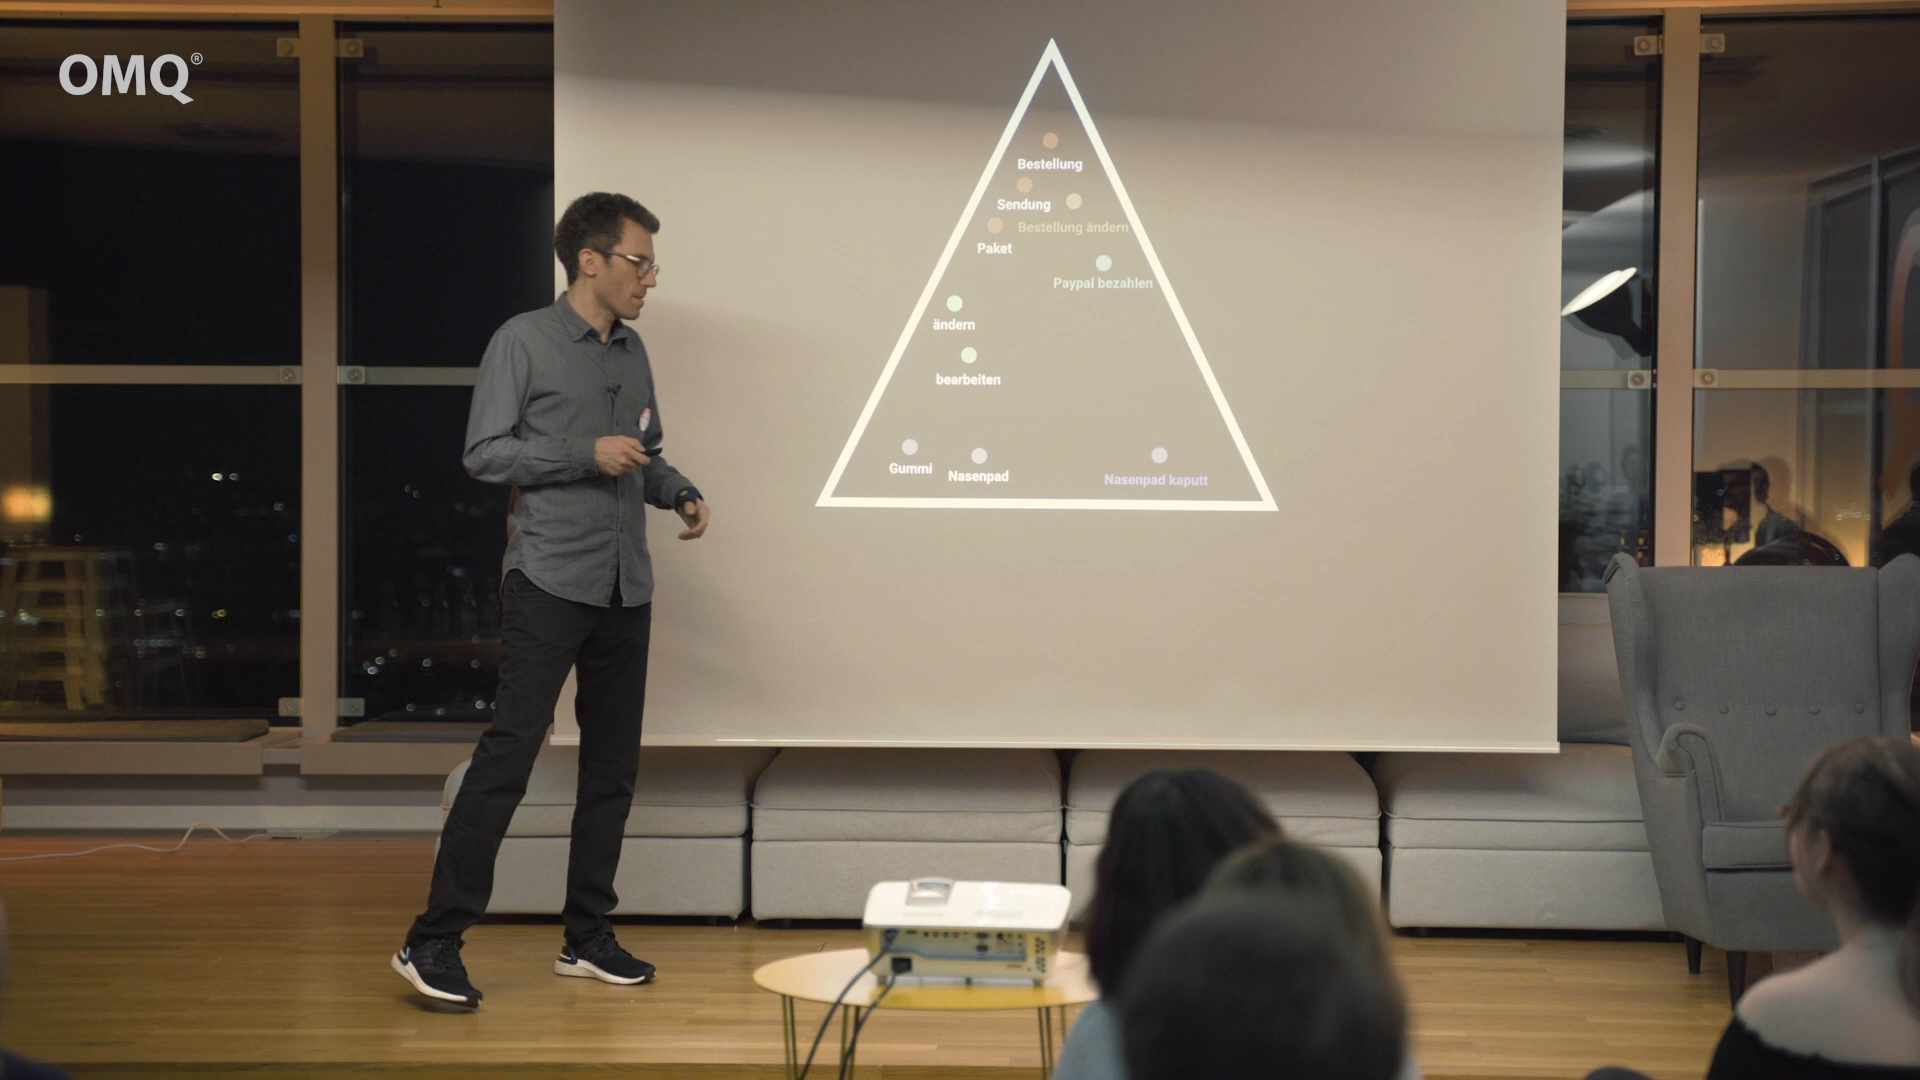 OMQ®
Bestellung
Sendung
Bestellung ändern
Paket
Paypal bezahlen
ändern
bearbeiten
Gummi
Nasenpad
Nasenpad kaputt